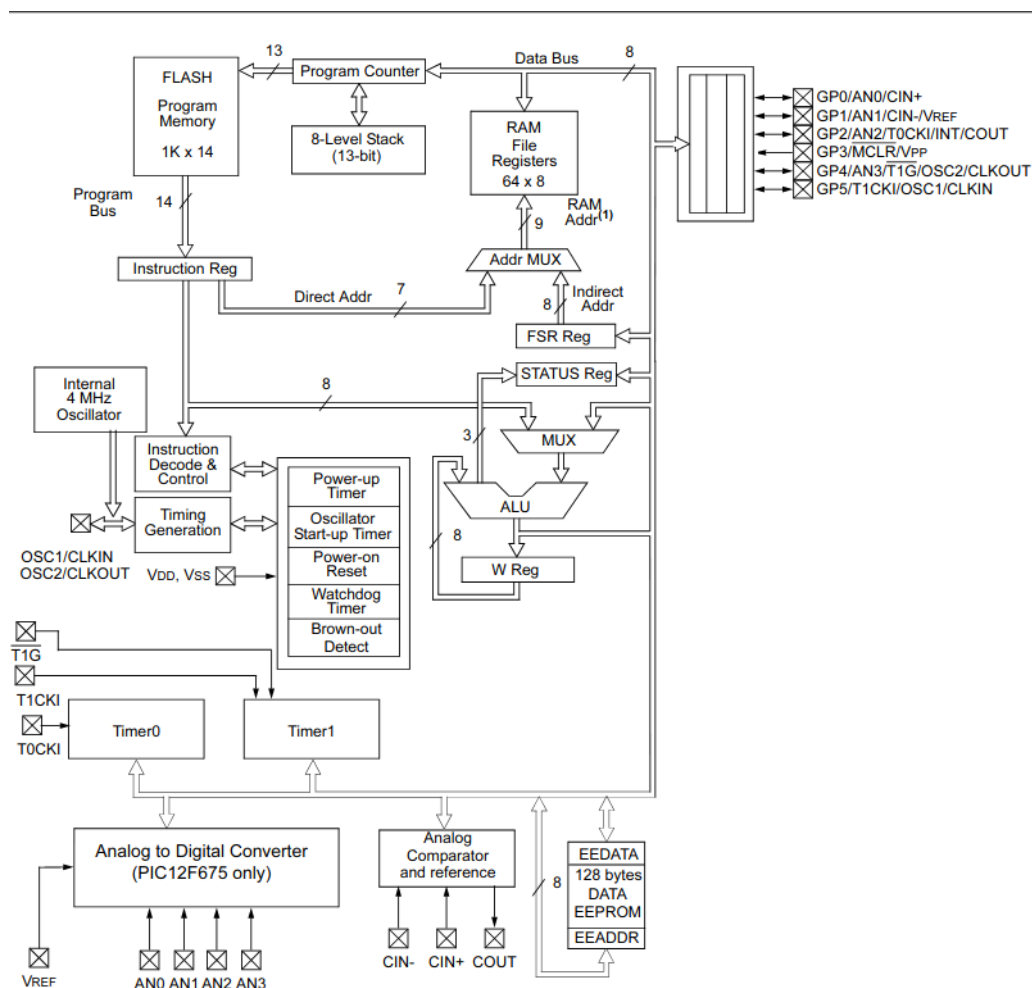 13
Data Bus
8
FLASH
Program
Memory
1K x 14
Program Counter
8-Level Stack
(13-bit)
RAM
File
Registers
64 x 8
GP0/AN0/CIN+
GP1/AN1/CIN-/VREF
GP2/AN2/T0CKI/INT/COUT
GP3/MCLR/VPP
GP4/AN3/T1G/OSC2/CLKOUT
GP5/T1CKI/OSC1/CLKIN
Program
Bus
14
RAM
Addr(1)
9
Addr MUX
Instruction Reg
Direct Addr
7
Indirect
Addr
8
FSR Reg
STATUS Reg
Internal
4 MHz
Oscillator
8
3
MUX
Instruction
Decode &
Control
Power-up
Timer
ALU
Timing
Generation
Oscillator
Start-up Timer
8
OSC1/CLKIN
OSC2/CLKOUT
VDD, VSS
Power-on
Reset
W Reg
Watchdog
Timer
Brown-out
Detect
T1G
T1CKI
T0CKI
Timer0
Timer1
Analog to Digital Converter
(PIC12F675 only)
Analog
Comparator
and reference
EEDATA
128 bytes
DATA
EEPROM
EEADDR
8
CIN-
CIN+
COUT
VREF
AN0
AN1
AN2
AN3